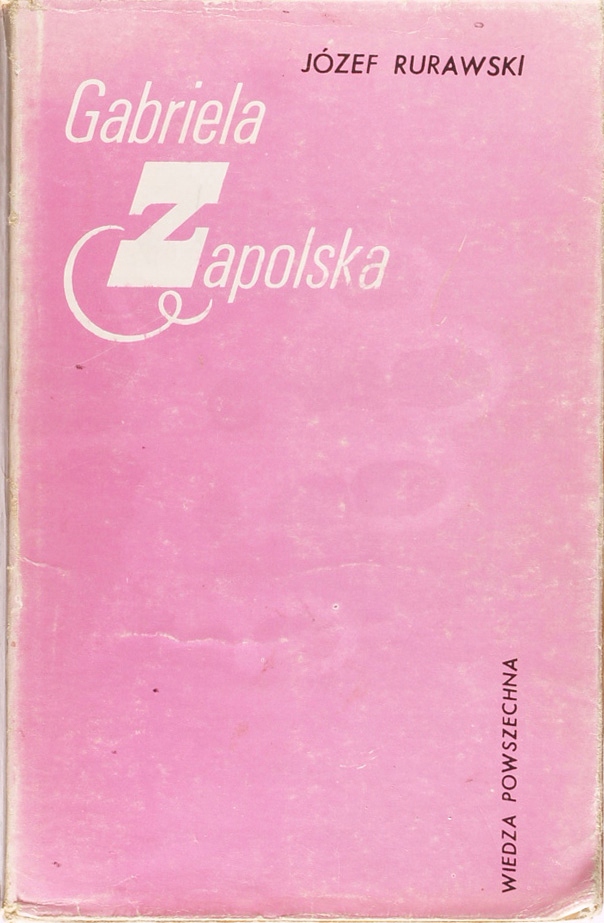 JÓZEF RURAWSKI
Gabriela
Zapolska
WIEDZA POWSZECHNA